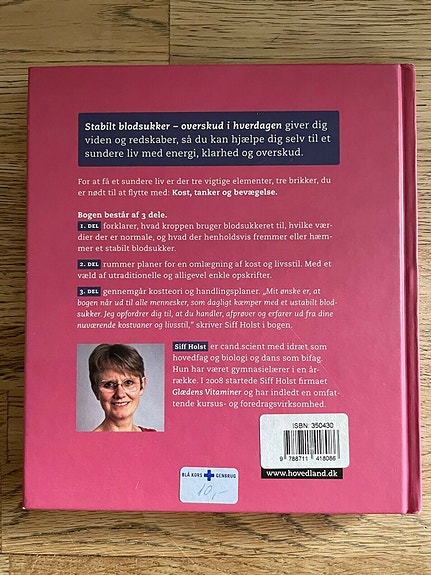 Stabilt blodsukker – overskud i hverdagen giver dig
viden og redskaber, så du kan hjælpe dig selv til et
sundere liv med energi, klarhed og overskud.
For at få et sundere liv er der tre vigtige elementer, tre brikker, du
er nødt til at flytte med: Kost, tanker og bevægelse.
Bogen består af 3 dele.
1. DEL forklarer, hvad kroppen bruger blodsukkeret til, hvilke vær-
dier der er normale, og hvad der henholdsvis fremmer eller hæm-
mer et stabilt blodsukker.
2. DEL rummer planer for en omlægning af kost og livsstil. Med et
væld af utraditionelle og alligevel enkle opskrifter.
3. DEL gennemgår kostteori og handlingsplaner. „Mit ønske er, at
bogen når ud til alle mennesker, som dagligt kæmper med et ustabilt blod-
sukker. Jeg opfordrer dig til, at du handler, afprøver og erfarer ud fra dine
nuværende kostvaner og livsstil,“ skriver Siff Holst i bogen.
Siff Holst er cand.scient med idræt som
hovedfag og biologi og dans som bifag.
Hun har været gymnasielærer i en år-
række. I 2008 startede Siff Holst firmaet
Glædens Vitaminer og har indledt en omfat-
tende kursus- og foredragsvirksomhed.
ISBN: 350430
9 788711 418086
www.hovedland.dk
BLÅ KORS GENBRUG
10,-